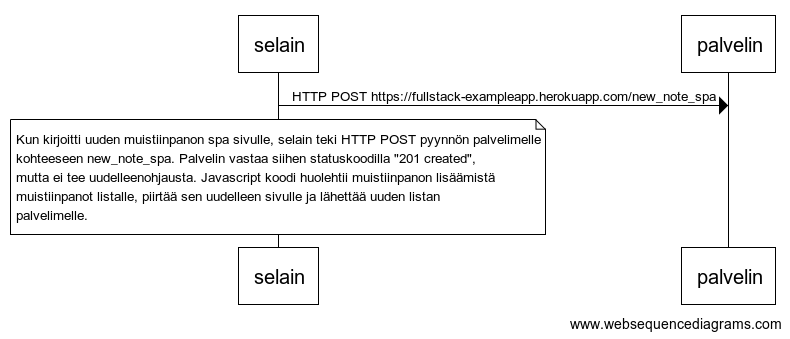 selain
palvelin
HTTP POST https://fullstack-exampleapp.herokuapp.com/new_note_spa
Kun kirjoitti uuden muistiinpanon spa sivulle, selain teki HTTP POST pyynnön palvelimelle
kohteeseen new_note_spa. Palvelin vastaa siihen statuskoodilla "201 created",
mutta ei tee uudelleenohjausta. Javascript koodi huolehtii muistiinpanon lisäämistä
muistiinpanot listalle, piirtää sen uudelleen sivulle ja lähettää uuden listan
palvelimelle.
selain
palvelin
www.websequencediagrams.com